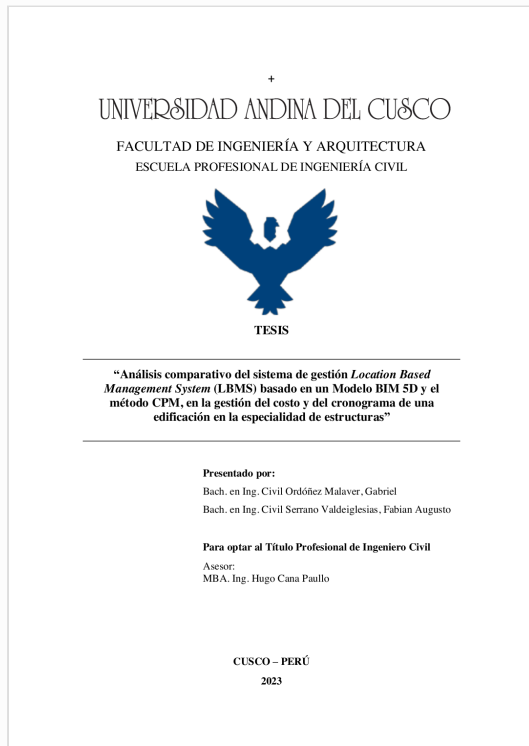 +
UNIVERSIDAD ANDINA DEL CUSCO
FACULTAD DE INGENIERÍA Y ARQUITECTURA
ESCUELA PROFESIONAL DE INGENIERÍA CIVIL
TESIS
“Análisis comparativo del sistema de gestión Location Based
Management System (LBMS) basado en un Modelo BIM 5D y el
método CPM, en la gestión del costo y del cronograma de una
edificación en la especialidad de estructuras”
Presentado por:
Bach. en Ing. Civil Ordóñez Malaver, Gabriel
Bach. en Ing. Civil Serrano Valdeiglesias, Fabian Augusto
Para optar al Título Profesional de Ingeniero Civil
Asesor:
MBA. Ing. Hugo Cana Paullo
CUSCO – PERÚ
2023